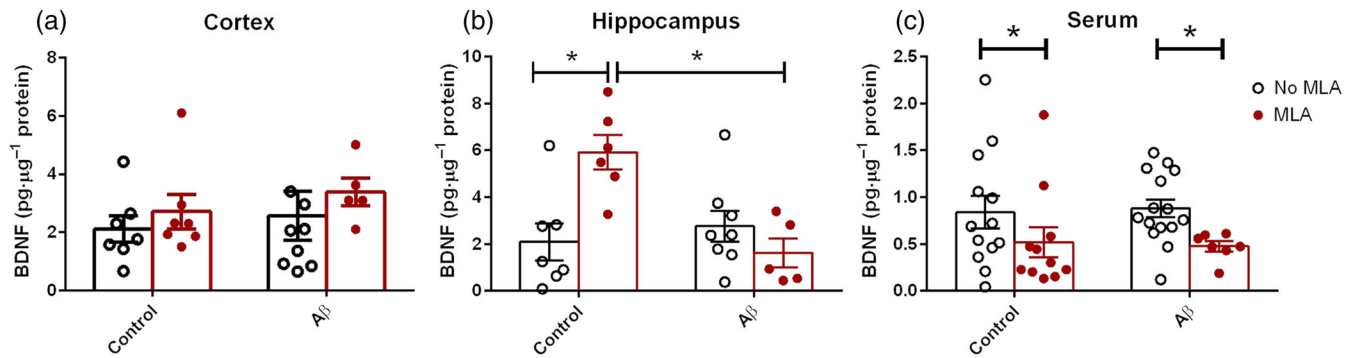 (a) Cortex
BDNF (pg·µg⁻¹ protein)
8
6
4
2
0
Control
Aβ
(b) Hippocampus
BDNF (pg·µg⁻¹ protein)
10
8
6
4
2
0
*
*
Control
Aβ
(c) Serum
BDNF (pg·µg⁻¹ protein)
2.5
2.0
1.5
1.0
0.5
0.0
*
*
Control
Aβ
No MLA
MLA